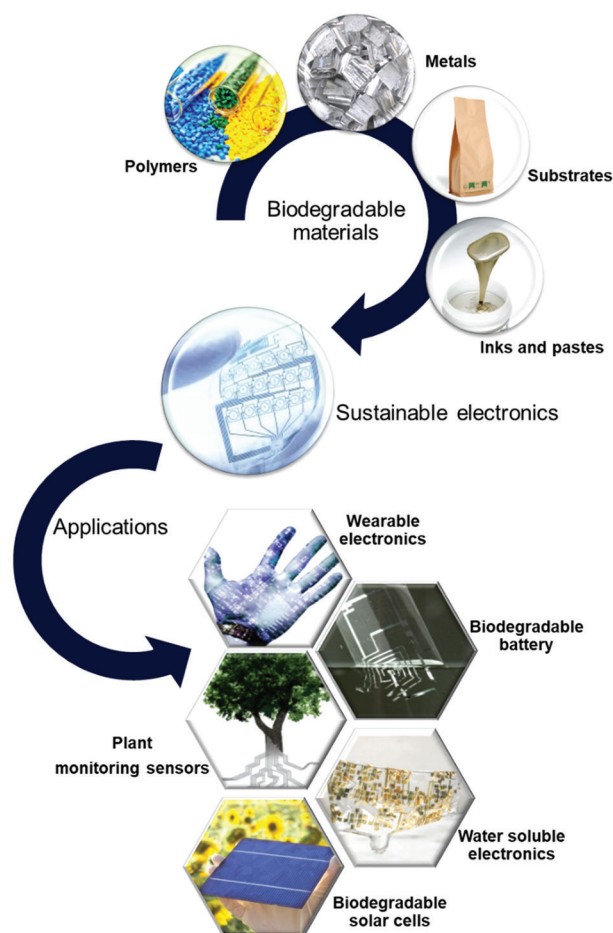 Metals
Polymers
Substrates
Biodegradable
materials
Inks and pastes
Sustainable electronics
Applications
Wearable
electronics
Biodegradable
battery
Plant
monitoring sensors
Water soluble
electronics
Biodegradable
solar cells